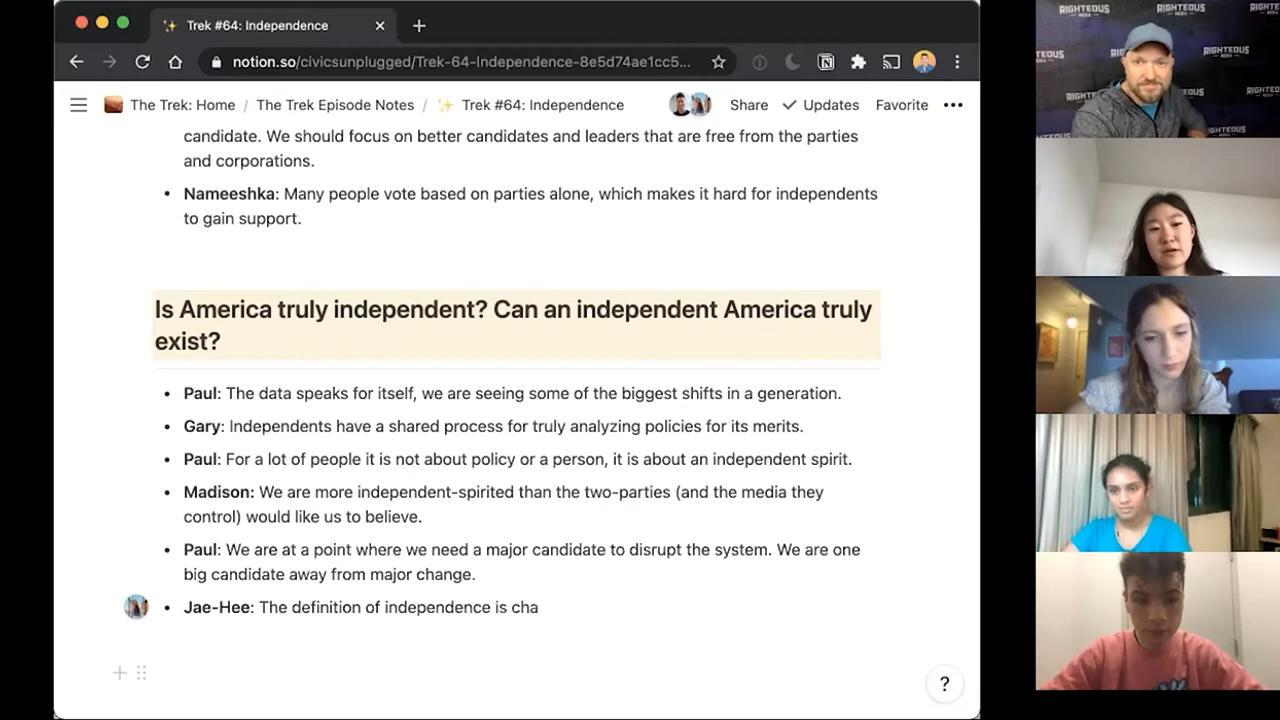 Trek #64: Independence
notion.so/civicsunplugged/Trek-64-Independence-8e5d74ae1cc5...
The Trek: Home / The Trek Episode Notes / Trek #64: Independence Share Updates Favorite
candidate. We should focus on better candidates and leaders that are free from the parties
and corporations.
• Nameeshka: Many people vote based on parties alone, which makes it hard for independents
to gain support.
Is America truly independent? Can an independent America truly
exist?
• Paul: The data speaks for itself, we are seeing some of the biggest shifts in a generation.
• Gary: Independents have a shared process for truly analyzing policies for its merits.
• Paul: For a lot of people it is not about policy or a person, it is about an independent spirit.
• Madison: We are more independent-spirited than the two-parties (and the media they
control) would like us to believe.
• Paul: We are at a point where we need a major candidate to disrupt the system. We are one
big candidate away from major change.
• Jae-Hee: The definition of independence is cha
?
RIGHTEOUS
MEDIA
RIGHTEOUS
MEDIA
RIGHTEOUS
MEDIA